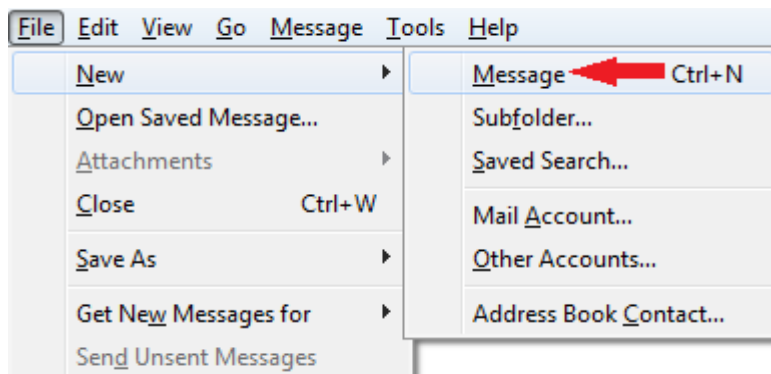 File Edit View Go Message Tools Help
New
Open Saved Message...
Attachments
Close Ctrl+W
Save As
Get New Messages for
Send Unsent Messages
Message Ctrl+N
Subfolder...
Saved Search...
Mail Account...
Other Accounts...
Address Book Contact...